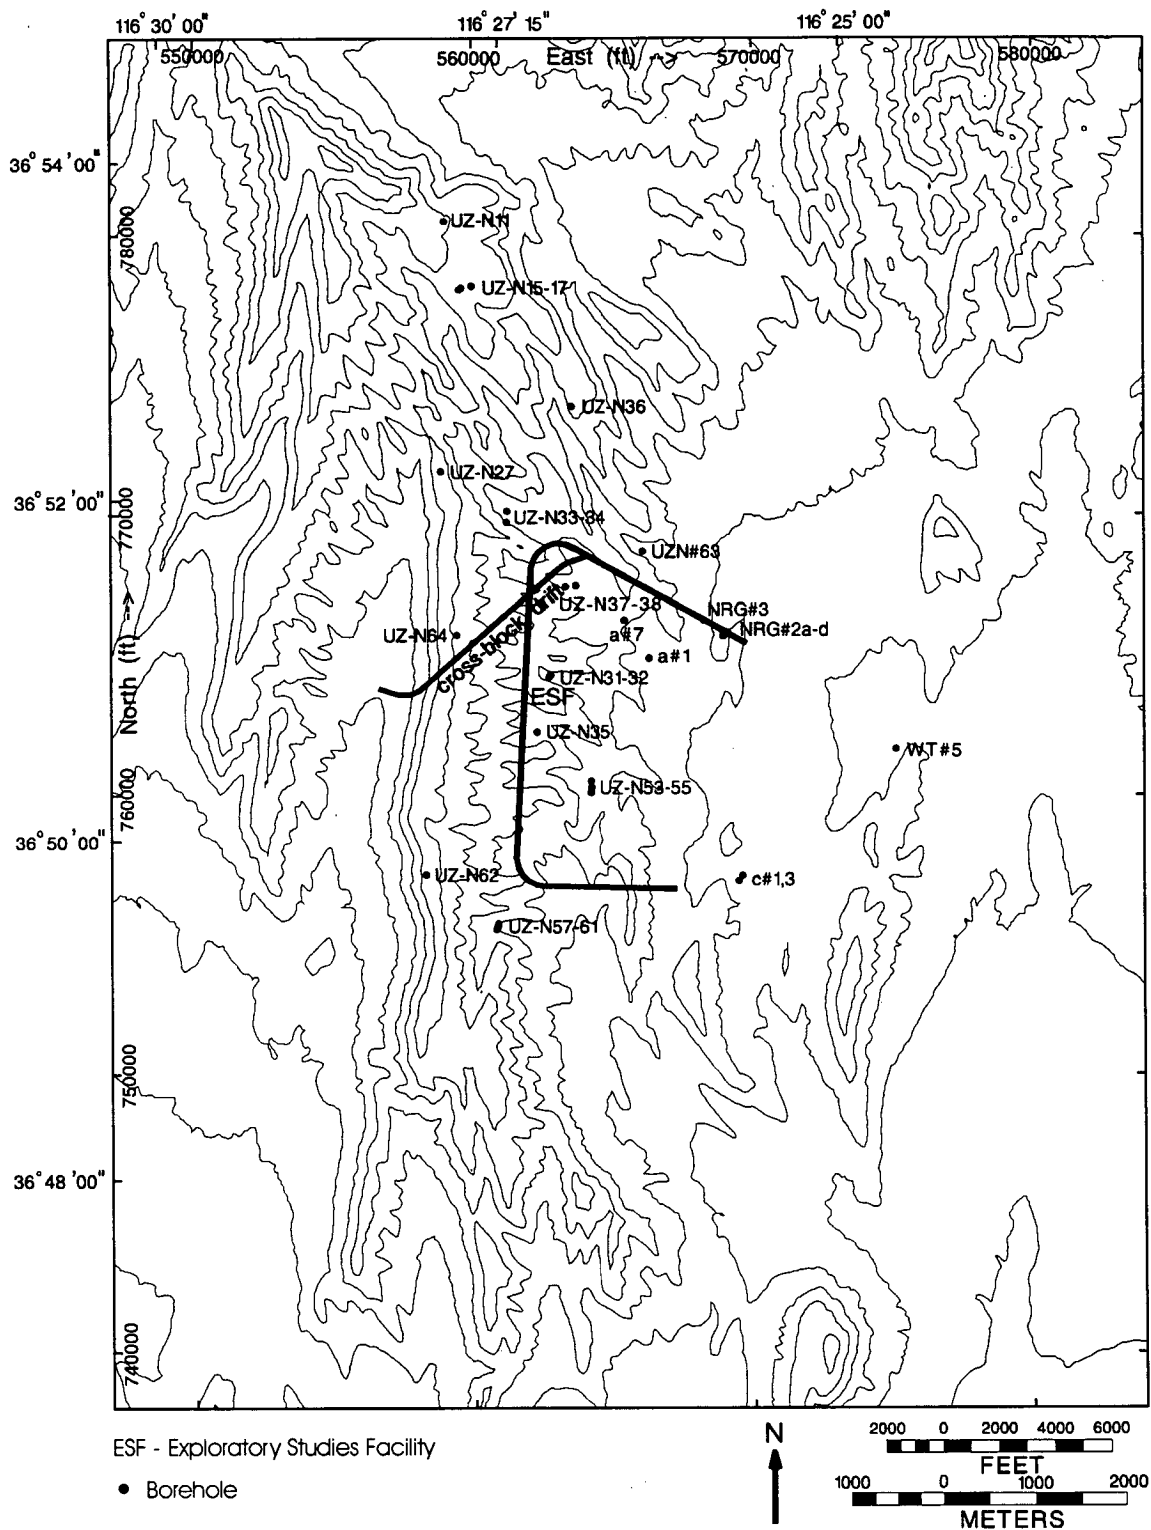 116° 30 ' 00"
116° 27 ' 15"
116° 25 ' 00"
550000
560000
East (ft) -->
570000
580000
36° 54 ' 00"
780000
UZ-N11
UZ-N15-17
UZ-N36
UZ-N27
36° 52 ' 00"
770000
UZ-N33-34
UZN#63
cross-block drift
UZ-N37-38
NRG#3
NRG#2a-d
UZ-N64
a#7
a#1
UZ-N31-32
ESF
North (ft) -->
UZ-N35
WT#5
760000
UZ-N53-55
36° 50 ' 00"
UZ-N62
c#1,3
UZ-N57-61
750000
36° 48 ' 00"
740000
ESF - Exploratory Studies Facility
Borehole
N
2000 0 2000 4000 6000
FEET
1000 0 1000 2000
METERS